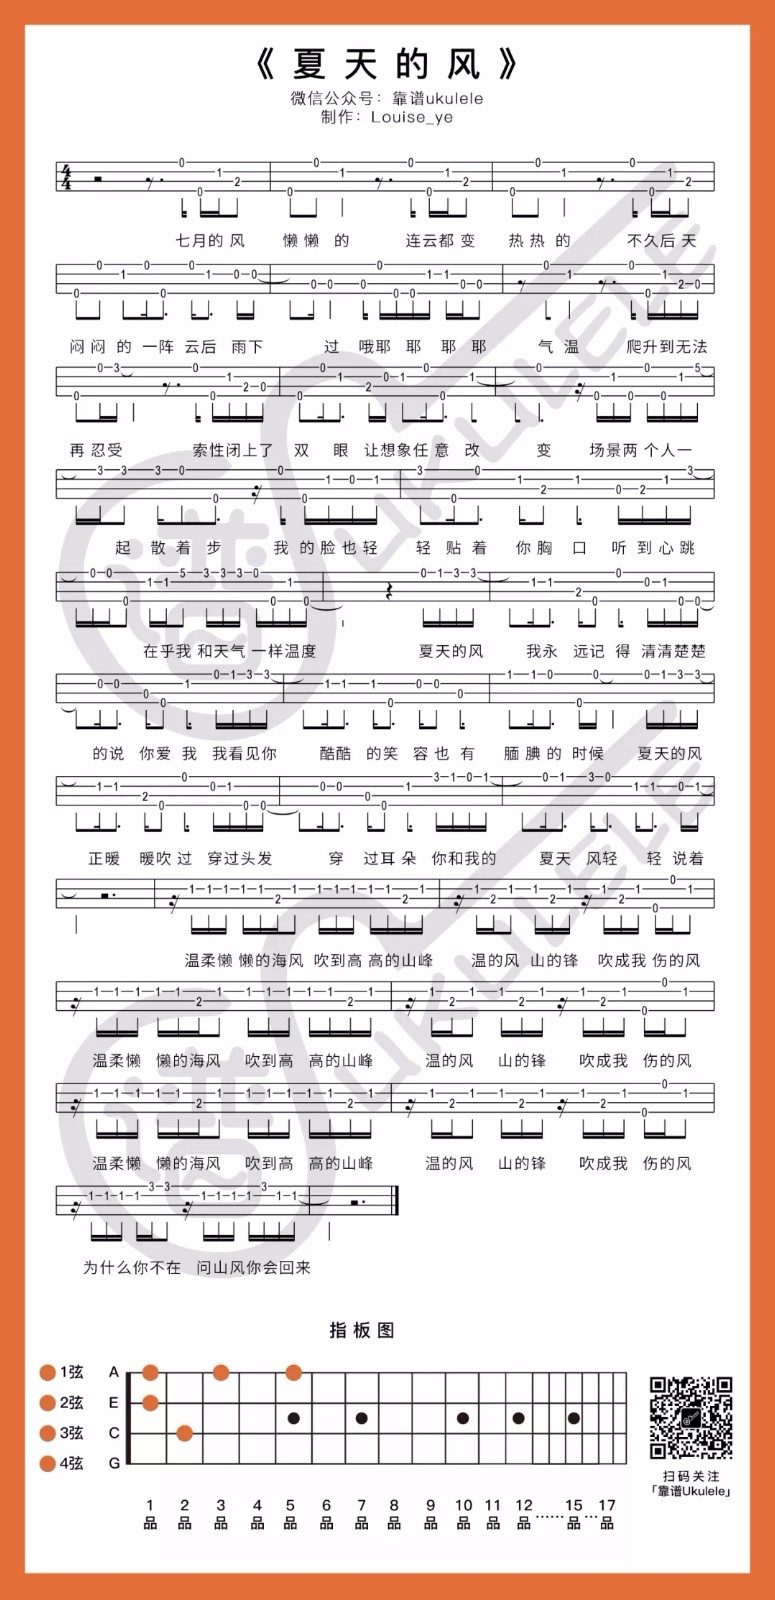 《夏天的风》
微信公众号：靠谱ukulele
制作：Louise_ye
七月的风 懒懒的 连云都变 热热的 不久后天
闷闷的 一阵 云后 雨下 过 哦耶 耶 耶 耶 气温 爬升到无法
再忍受 索性闭上了 双 眼 让想象任意 改 变 场景两个人一
起 散着步 我的脸也轻 轻贴着 你胸 口 听到心跳
在乎我 和天气 一样温度 夏天的风 我永 远记 得 清清楚楚
的说 你爱 我 我看见你 酷酷 的笑 容也有 腼腆的 时候 夏天的风
正暖 暖吹过 穿过头发 穿 过耳朵 你和我的 夏天 风轻 轻说着
温柔懒 懒的海风 吹到高 高的山峰 温的风 山的锋 吹成我 伤的风
温柔懒 懒的海风 吹到高 高的山峰 温的风 山的锋 吹成我 伤的风
温柔懒 懒的海风 吹到高 高的山峰 温的风 山的锋 吹成我 伤的风
为什么你不在 问山风你会回来
指板图
1弦 A
2弦 E
3弦 C
4弦 G
1 2 3 4 5 6 7 8 9 10 11 12 ······ 15 ··· 17
品 品 品 品 品 品 品 品 品 品 品 品 品 品
扫码关注
「靠谱Ukulele」